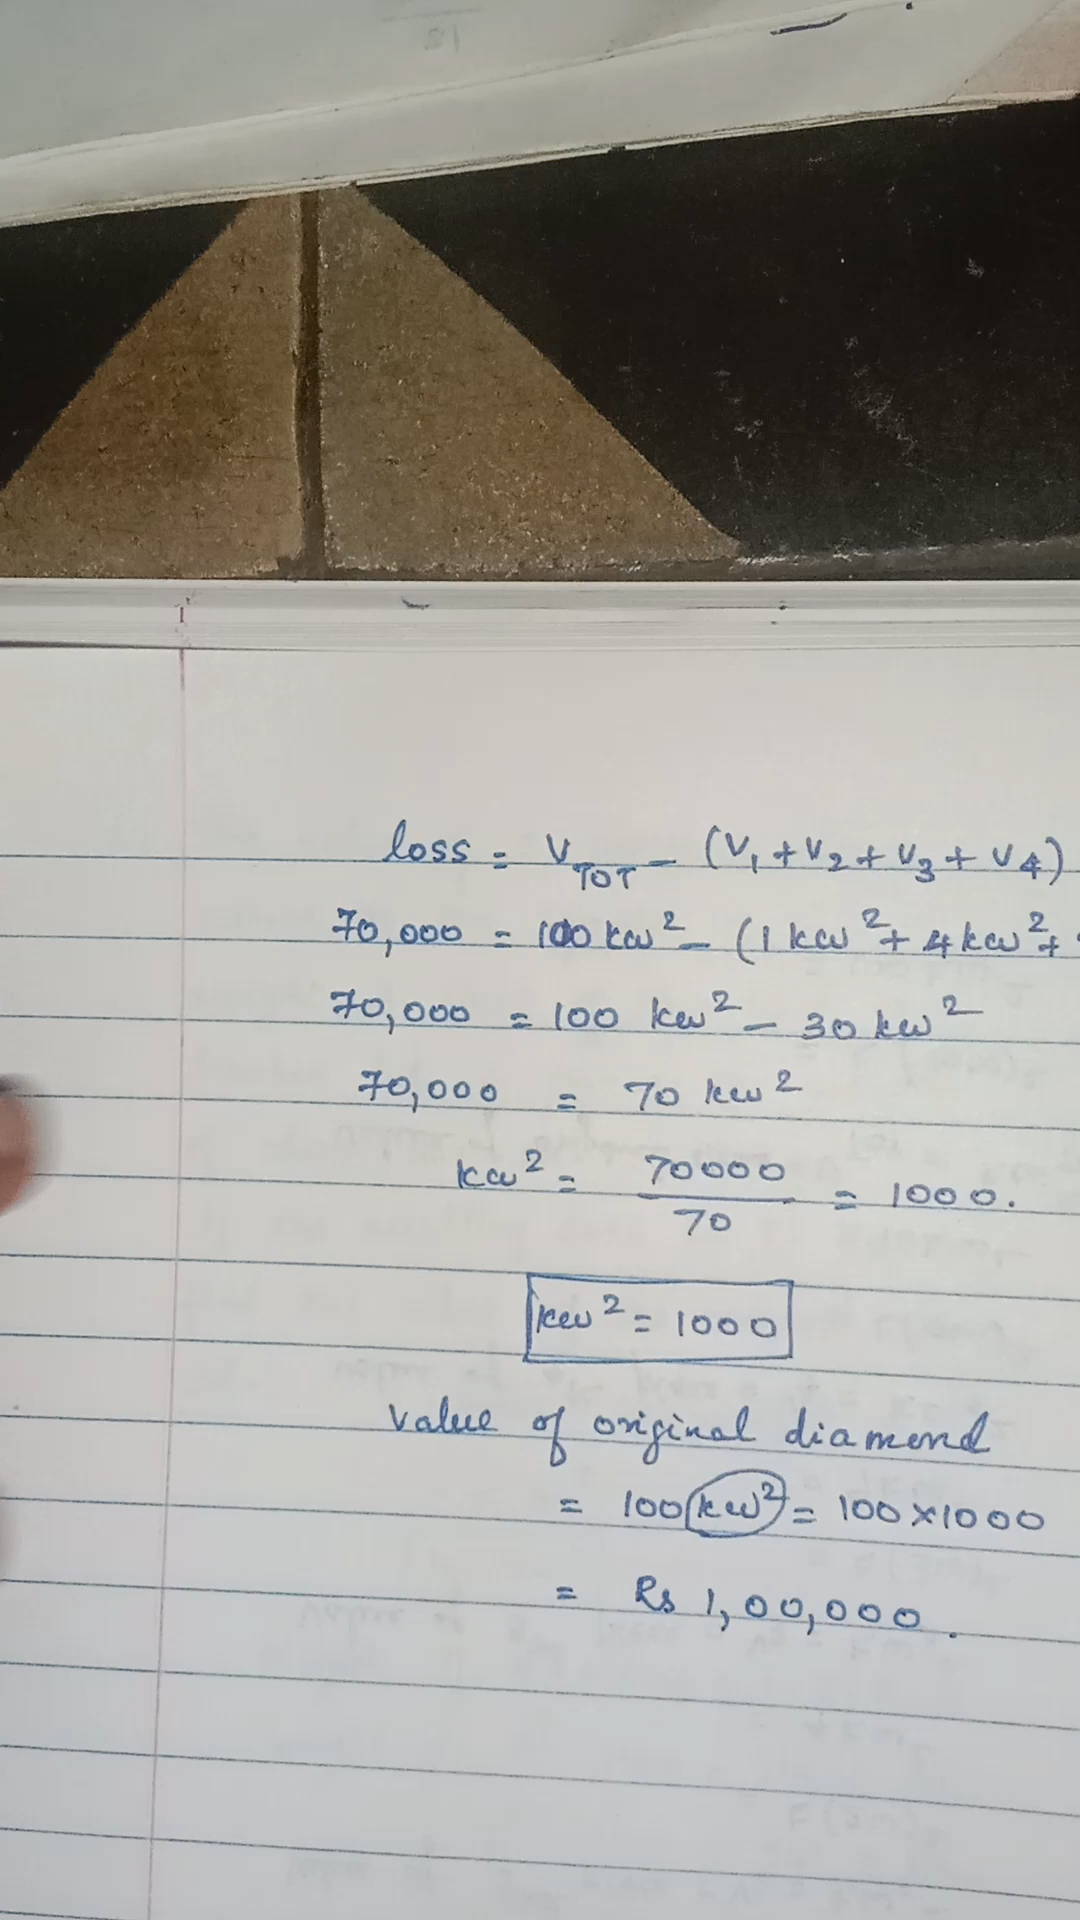 loss = V TOT - (V1 + V2 + V3 + V4)
70,000 = 100 kw² - (1 kw² + 4 kw² +
70,000 = 100 kw² - 30 kw²
70,000 = 70 kw²
kw² = 70000 / 70 = 1000.
kw² = 1000
Value of original diamond
= 100 kw² = 100 × 1000
= Rs 1,00,000.